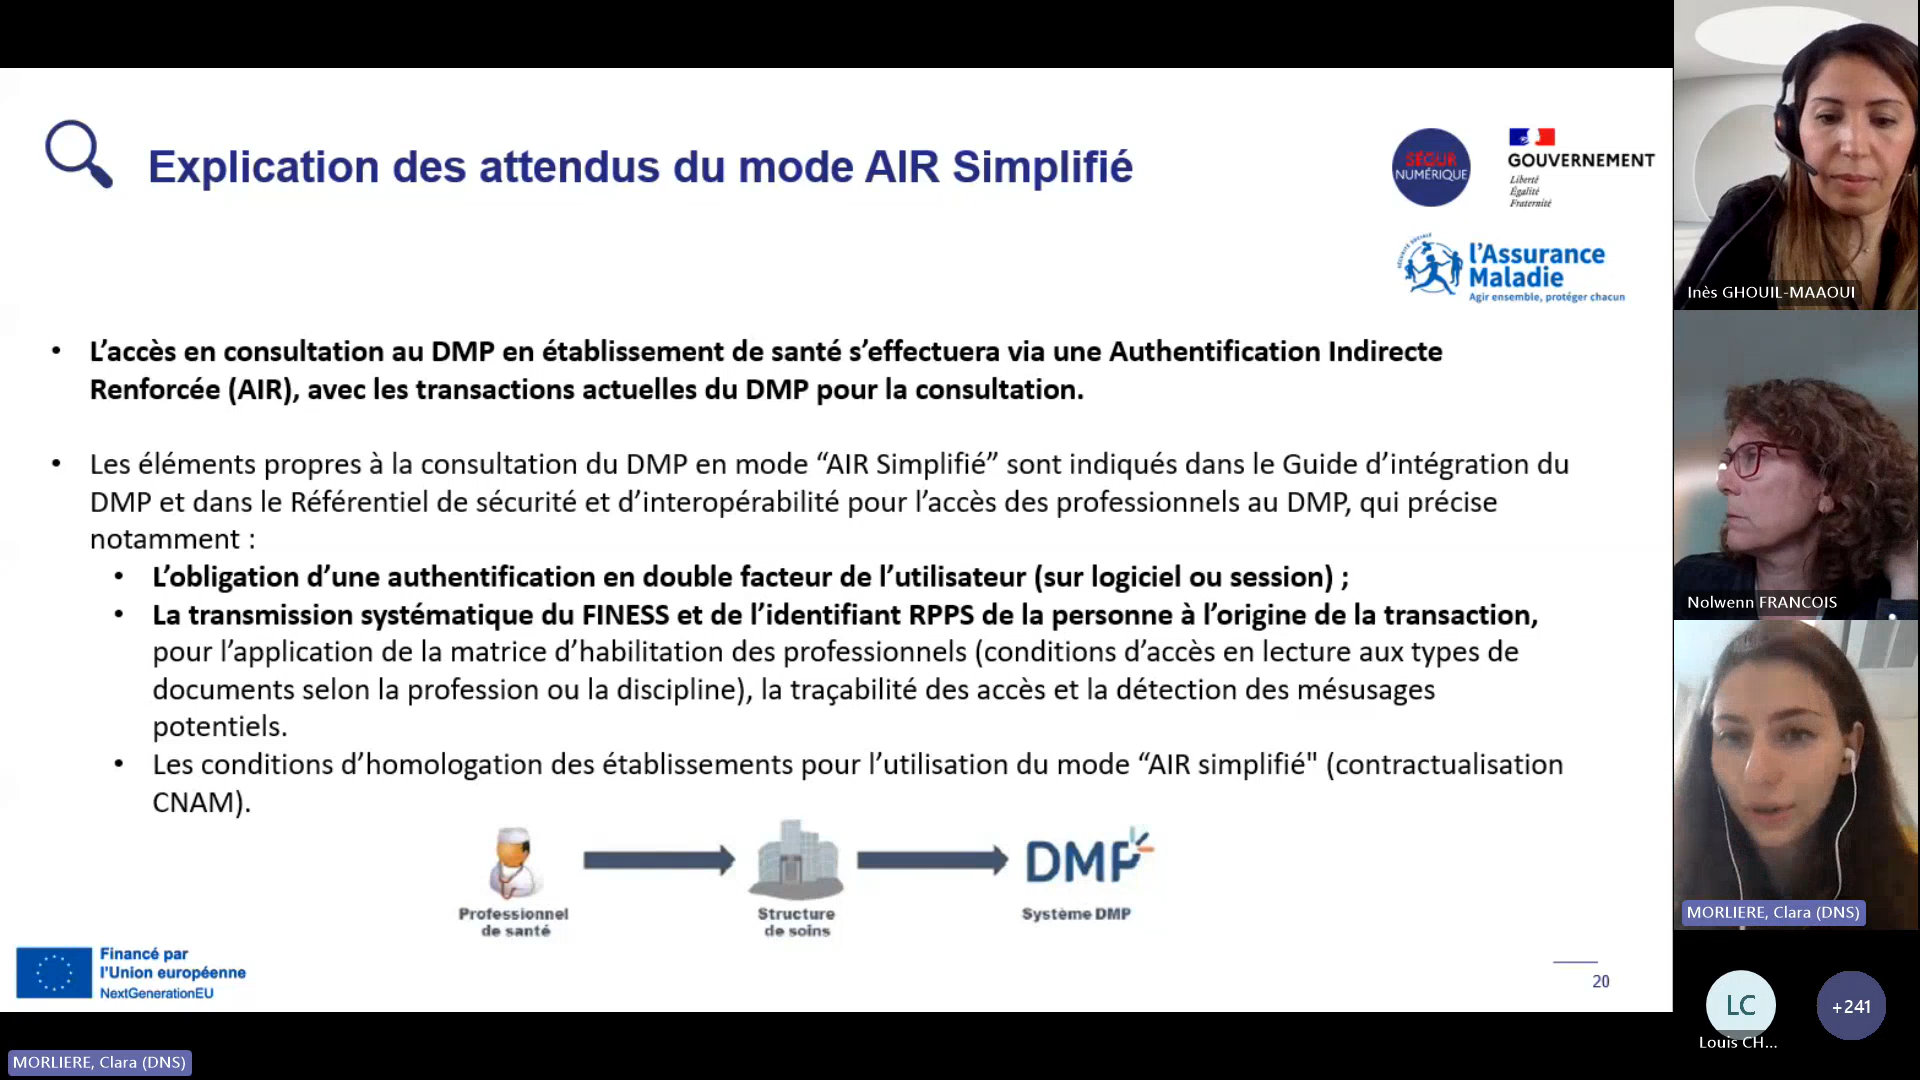 Explication des attendus du mode AIR Simplifié
SÉGUR
NUMÉRIQUE
GOUVERNEMENT
Liberté
Égalité
Fraternité
l'Assurance
Maladie
Agir ensemble, protéger chacun
• L'accès en consultation au DMP en établissement de santé s'effectuera via une Authentification Indirecte
Renforcée (AIR), avec les transactions actuelles du DMP pour la consultation.
• Les éléments propres à la consultation du DMP en mode “AIR Simplifié” sont indiqués dans le Guide d'intégration du
DMP et dans le Référentiel de sécurité et d'interopérabilité pour l'accès des professionnels au DMP, qui précise
notamment :
• L'obligation d'une authentification en double facteur de l'utilisateur (sur logiciel ou session) ;
• La transmission systématique du FINESS et de l'identifiant RPPS de la personne à l'origine de la transaction,
pour l'application de la matrice d'habilitation des professionnels (conditions d'accès en lecture aux types de
documents selon la profession ou la discipline), la traçabilité des accès et la détection des mésusages
potentiels.
• Les conditions d'homologation des établissements pour l'utilisation du mode “AIR simplifié" (contractualisation
CNAM).
Professionnel
de santé
Structure
de soins
DMP
Système DMP
Financé par
l'Union européenne
NextGenerationEU
20
MORLIERE, Clara (DNS)
Inès GHOUIL-MAAOUI
Nolwenn FRANCOIS
MORLIERE, Clara (DNS)
LC
+241
Louis CH...